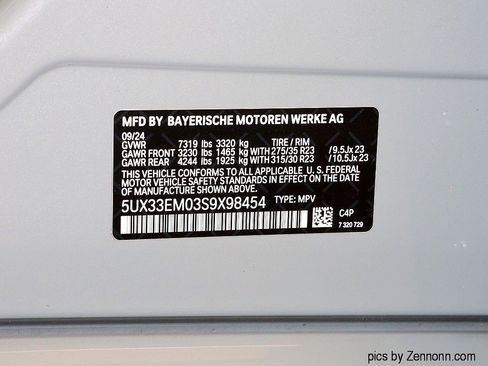 MFD BY BAYERISCHE MOTOREN WERKE AG
09/24
GVWR 7319 lbs 3320 kg TIRE / RIM
GAWR FRONT 3230 lbs 1465 kg WITH 275/35 R23 / 9.5Jx 23
GAWR REAR 4244 lbs 1925 kg WITH 315/30 R23 / 10.5Jx 23
THIS VEHICLE CONFORMS TO ALL APPLICABLE U. S. FEDERAL
MOTOR VEHICLE SAFETY STANDARDS IN EFFECT ON THE DATE
OF MANUFACTURE SHOWN ABOVE.
5UX33EM03S9X98454 TYPE: MPV
C4P
7 320 729
pics by Zennonn.com